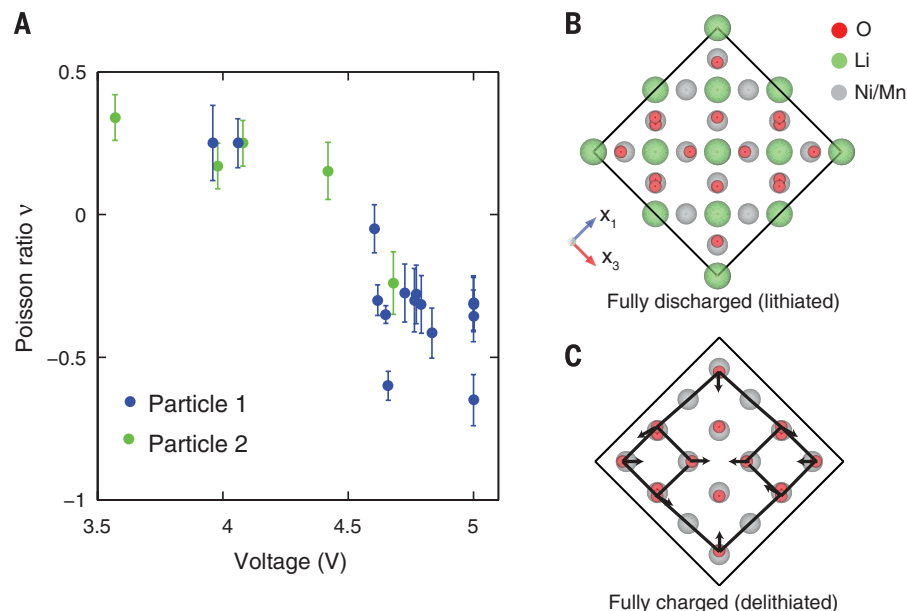 A
0.5
0
−0.5
−1
Poisson ratio ν
Particle 1
Particle 2
3.5 4 4.5 5
Voltage (V)
B
O
Li
Ni/Mn
x₁
x₃
Fully discharged (lithiated)
C
Fully charged (delithiated)